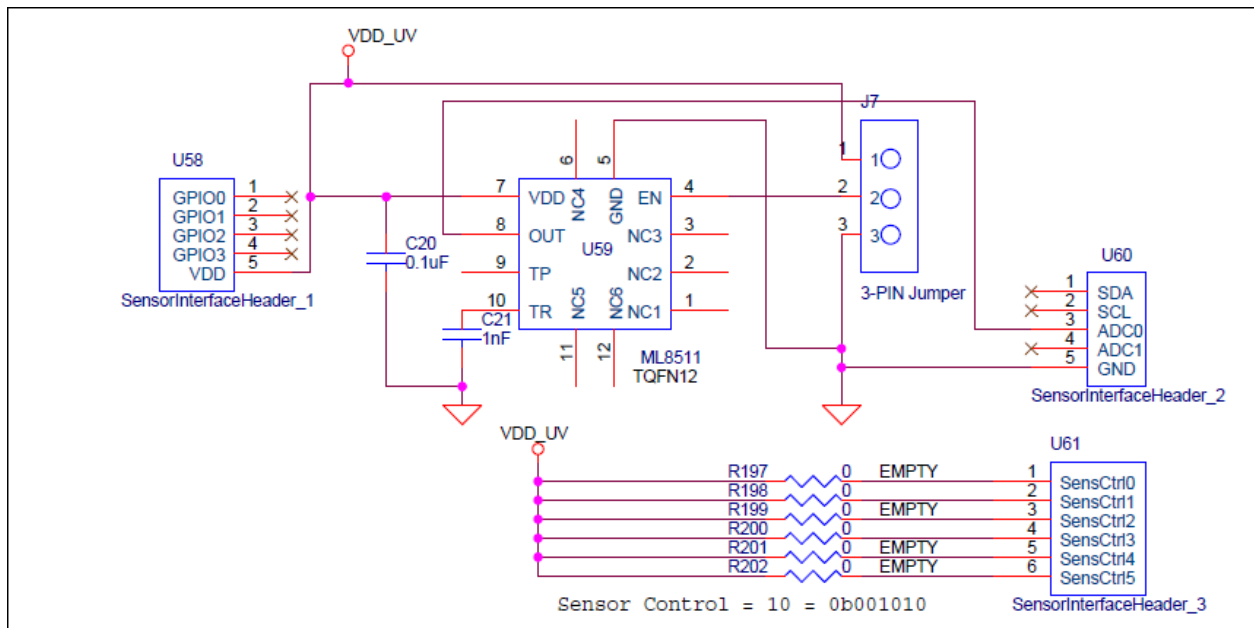 VDD_UV
J7
U58
GPIO0 1
GPIO1 2
GPIO2 3
GPIO3 4
VDD 5
SensorInterfaceHeader_1
C20
0.1uF
C21
1nF
6 5
NC4 GND
7 VDD EN 4
8 OUT NC3 3
U59
9 TP NC2 2
10 TR NC1 1
NC5 NC6
11 12
ML8511
TQFN12
1 1
2 2
3 3
3-PIN Jumper
U60
1 SDA
2 SCL
3 ADC0
4 ADC1
5 GND
SensorInterfaceHeader_2
VDD_UV
U61
R197 0 EMPTY 1 SensCtrl0
R198 0 2 SensCtrl1
R199 0 EMPTY 3 SensCtrl2
R200 0 4 SensCtrl3
R201 0 EMPTY 5 SensCtrl4
R202 0 EMPTY 6 SensCtrl5
Sensor Control = 10 = 0b001010
SensorInterfaceHeader_3